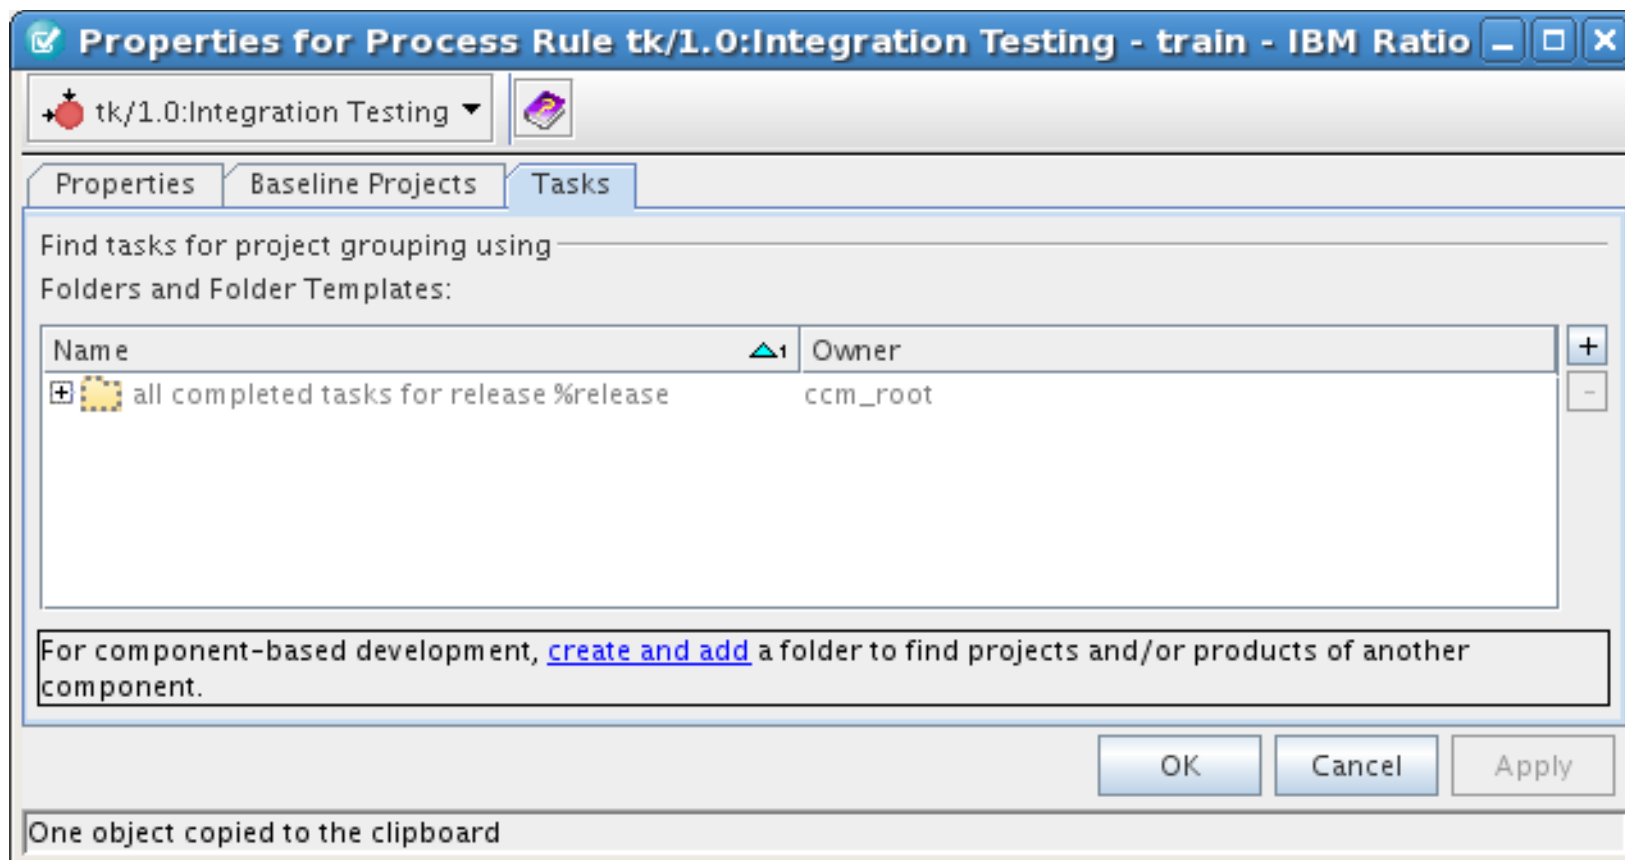 Properties for Process Rule tk/1.0:Integration Testing - train - IBM Ratio
tk/1.0:Integration Testing
Properties Baseline Projects Tasks
Find tasks for project grouping using
Folders and Folder Templates:
Name 1 Owner +
all completed tasks for release %release ccm_root -
For component-based development, create and add a folder to find projects and/or products of another
component.
OK Cancel Apply
One object copied to the clipboard